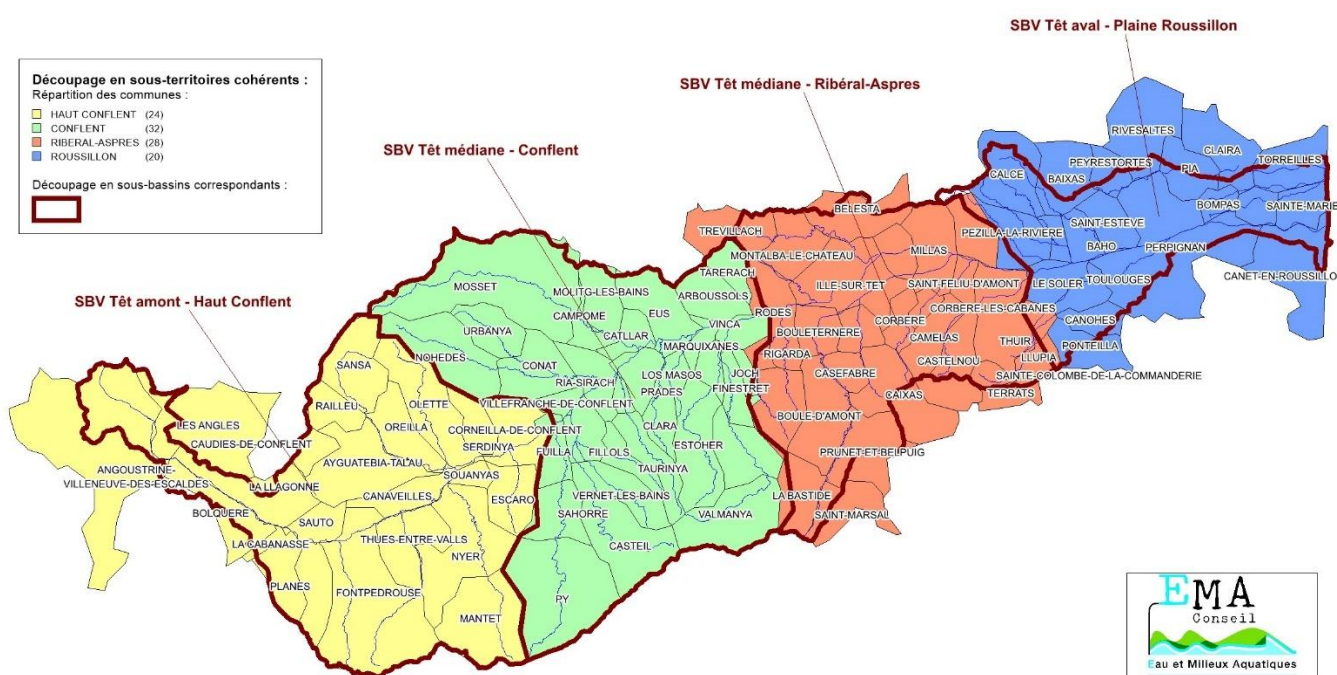 SBV Têt aval - Plaine Roussillon
SBV Têt médiane - Ribéral-Aspres
SBV Têt médiane - Conflent
SBV Têt amont - Haut Conflent
Découpage en sous-territoires cohérents :
Répartition des communes :
HAUT CONFLENT (24)
CONFLENT (32)
RIBERAL-ASPRES (28)
ROUSSILLON (20)
Découpage en sous-bassins correspondants :
RIVESALTES
CLAIRA
PEYRESTORTES
TORREILLES
CALCE
BAIXAS
PIA
BOMPAS
SAINTE-MARIE
SAINT-ESTEVE
PEZILLA-LA-RIVIÈRE
BAHO
PERPIGNAN
CANET-EN-ROUSSILLO
LE SOLER
TOULOUGES
CANOHES
PONTEILLA
BELESTA
TREVILLACH
MONTALBA-LE-CHATEAU
MILLAS
ILLE-SUR-TET
SAINT-FELIU-D'AMONT
RODES
CORBERE-LES-CABANES
BOULETERNERE
CORBÈRE
CAMELAS
THUIR
RIGARDA
CASTELNOU
LLUPIA
CASEFABRE
SAINTE-COLOMBE-DE-LA-COMMANDERIE
CAIXAS
TERRATS
BOULE-D'AMONT
PRUNET-ET-BELPUIG
LA BASTIDE
SAINT-MARSAL
TARERACH
MOSSET
MOLITG-LES-BAINS
ARBOUSSOLS
CAMPOME
EUS
URBANYA
CATLLAR
VINCA
MARQUIXANES
NOHEDES
CONAT
RIA-SIRACH
LOS MASOS
JOCH
PRADES
FINESTRET
VILLEFRANCHE-DE-CONFLENT
CLARA
CORNEILLA-DE-CONFLENT
FUILLA
FILLOLS
ESTOHER
TAURINYA
VERNET-LES-BAINS
SAHORRE
VALMANYA
CASTEIL
PY
SANSA
RAILLEU
OLETTE
OREILLA
SERDINYA
LES ANGLES
CAUDIES-DE-CONFLENT
AYGUATEBIA-TALAU
SOUANYAS
ANGOUSTRINE-
VILLENEUVE-DES-ESCALDES
LA LLAGONNE
CANAVEILLES
ESCARO
BOLQUERE
SAUTO
LA CABANASSE
THUES-ENTRE-VALLS
NYER
PLANES
FONTPEDROUSE
MANTET
EMA
Conseil
Eau et Milieux Aquatiques